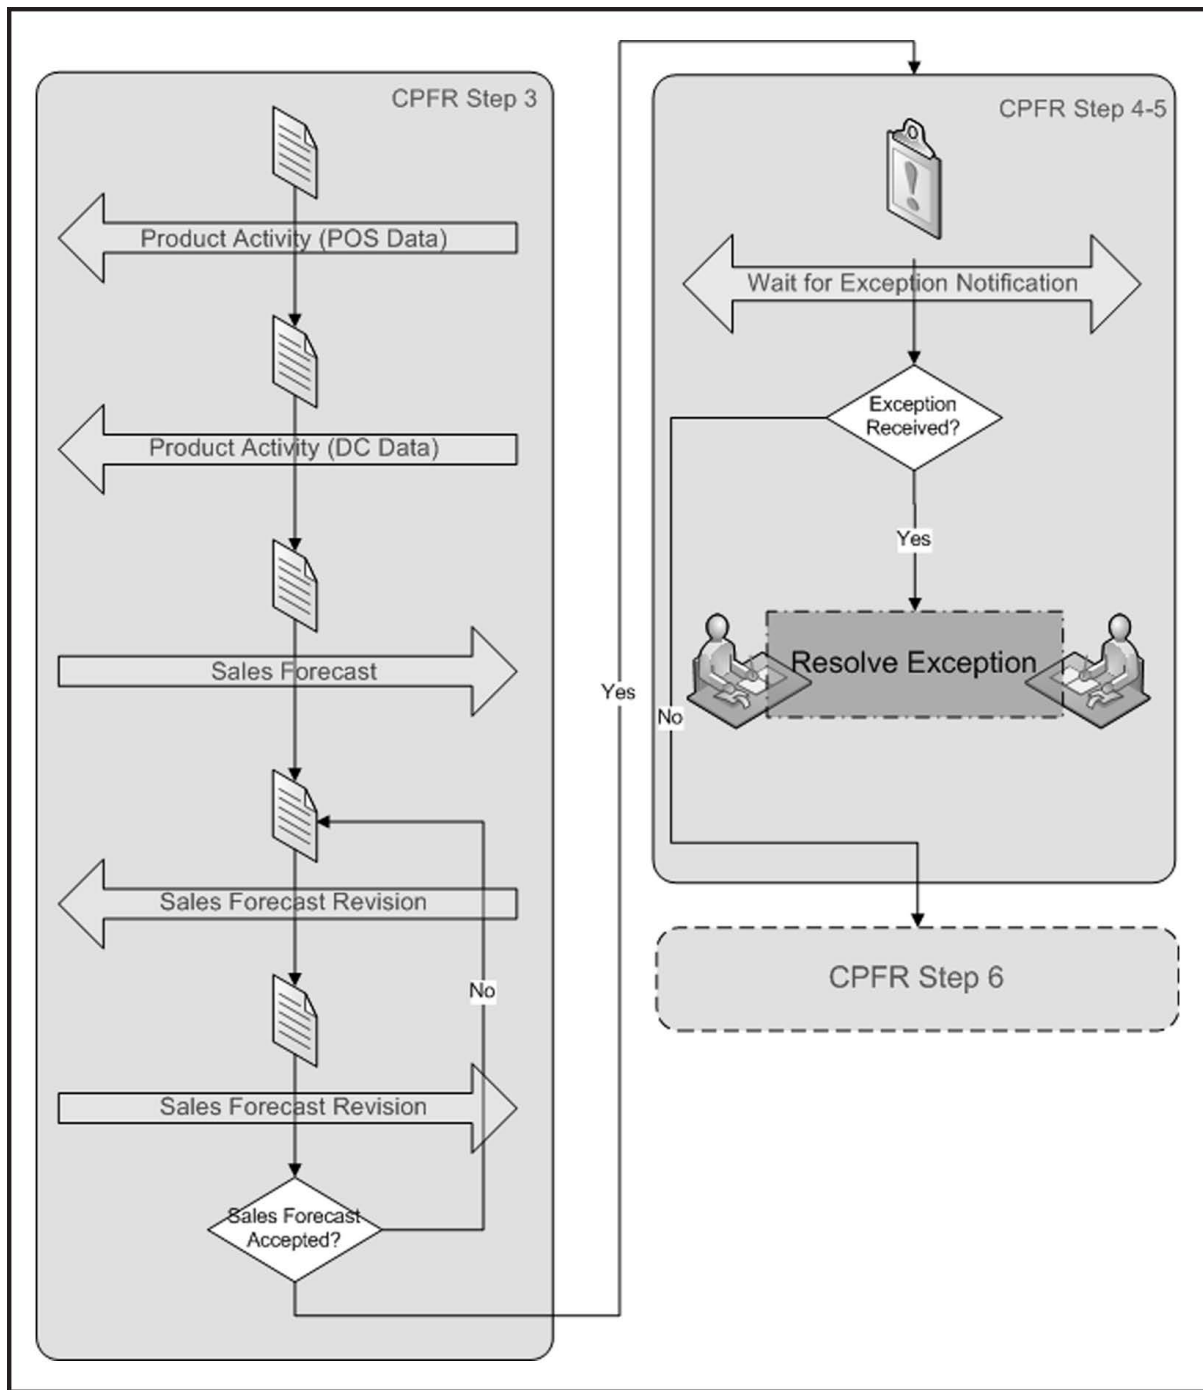 CPFR Step 3
Product Activity (POS Data)
Product Activity (DC Data)
Sales Forecast
Sales Forecast Revision
No
Sales Forecast Revision
Sales Forecast
Accepted?
Yes
CPFR Step 4-5
Wait for Exception Notification
Exception
Received?
Yes
Resolve Exception
No
CPFR Step 6